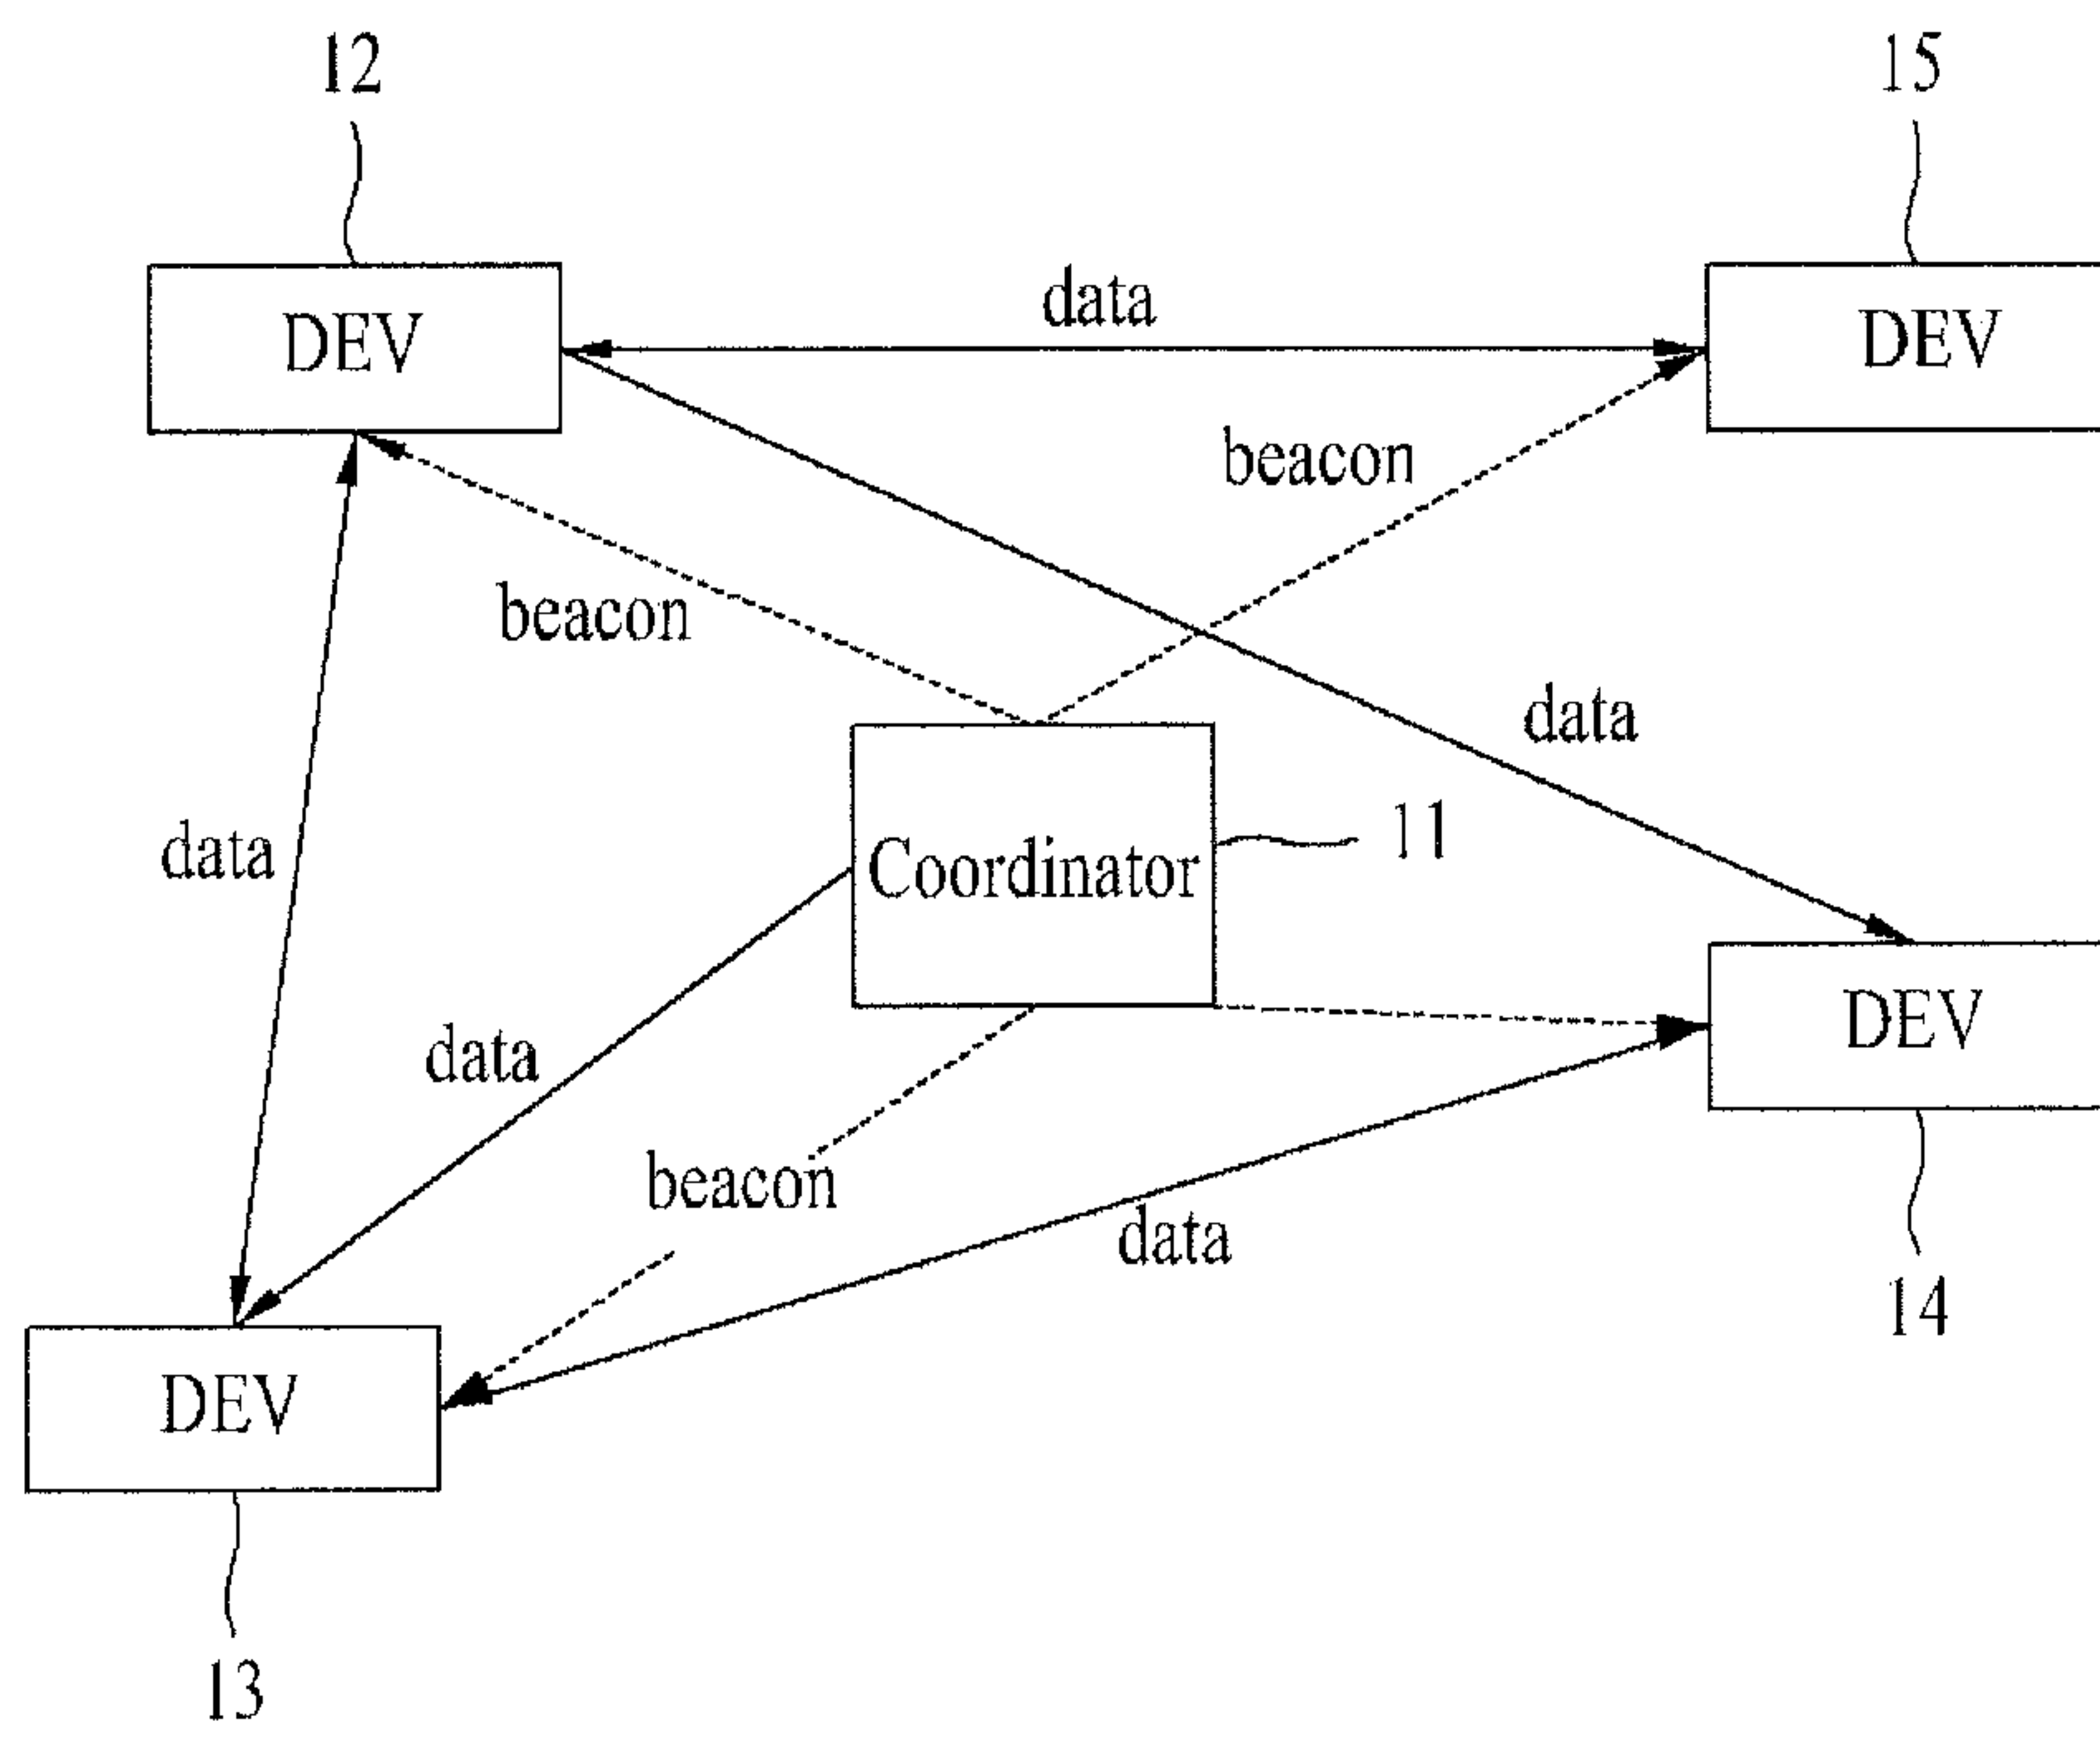 12
15
DEV
data
DEV
beacon
beacon
data
data
Coordinator
11
data
DEV
beacon
data
14
DEV
13